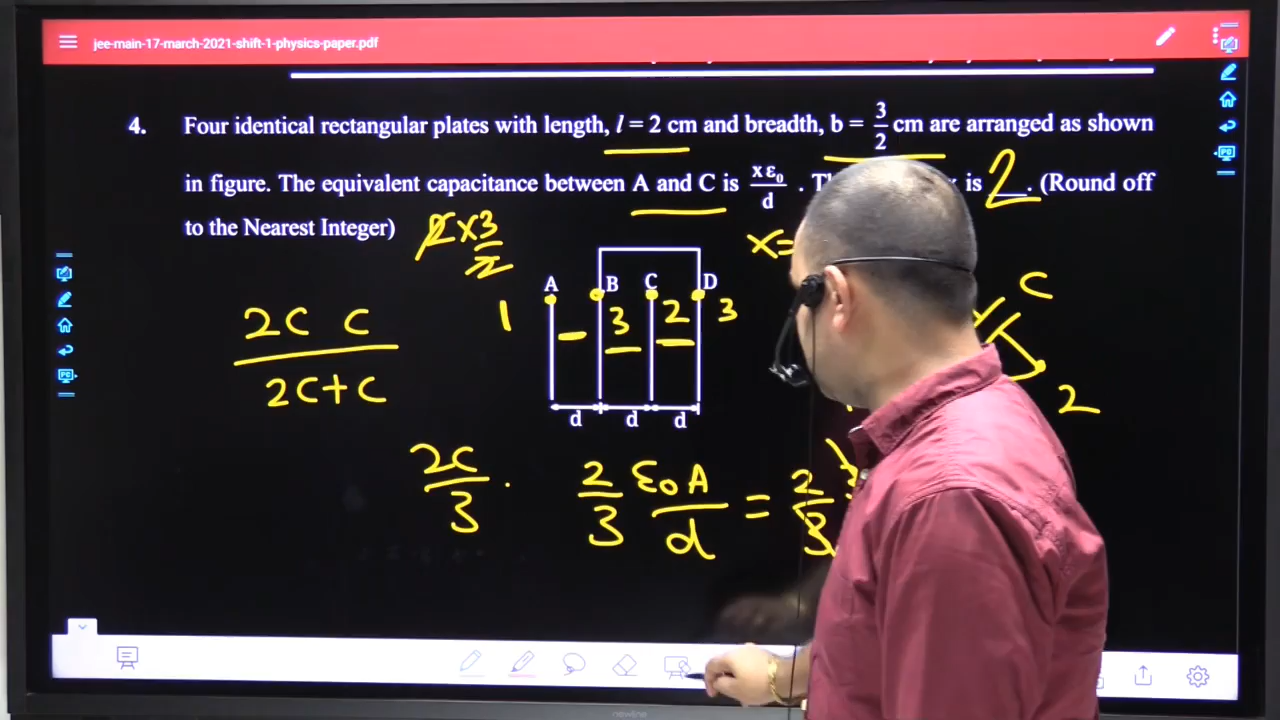 jee-main-17-march-2021-shift-1-physics-paper.pdf
4. Four identical rectangular plates with length, l = 2 cm and breadth, b = 3/2 cm are arranged as shown
in figure. The equivalent capacitance between A and C is xε₀/d . is 2. (Round off
to the Nearest Integer)
2 × 3/2
x=
A B C D
C
2C C / 2C+C
1 3 2 3
2
d d d
2C/3 . 2/3 ε₀A/d = 2/3
newline